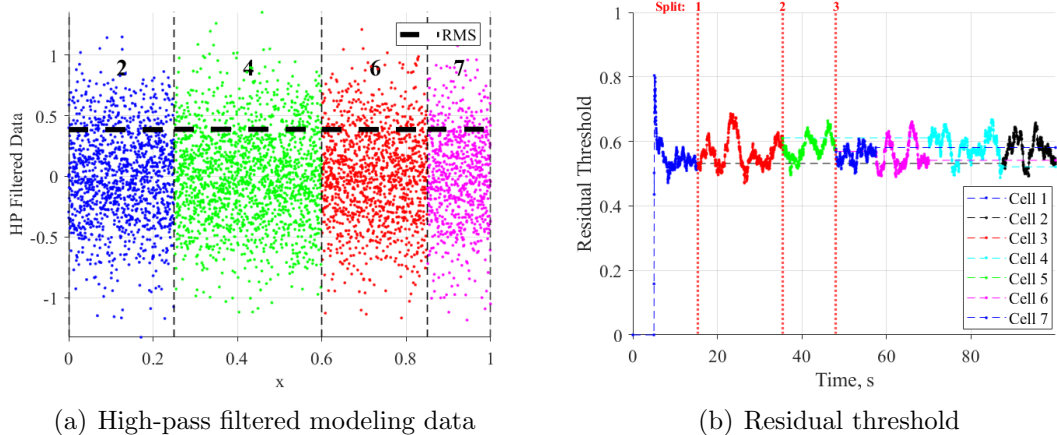 HP Filtered Data
1
0.5
0
-0.5
-1
2
4
6
7
RMS
0
0.2
0.4
0.6
0.8
1
x
(a) High-pass filtered modeling data
Split: 1 2 3
Residual Threshold
1
0.8
0.6
0.4
0.2
0
Cell 1
Cell 2
Cell 3
Cell 4
Cell 5
Cell 6
Cell 7
0
20
40
60
80
Time, s
(b) Residual threshold